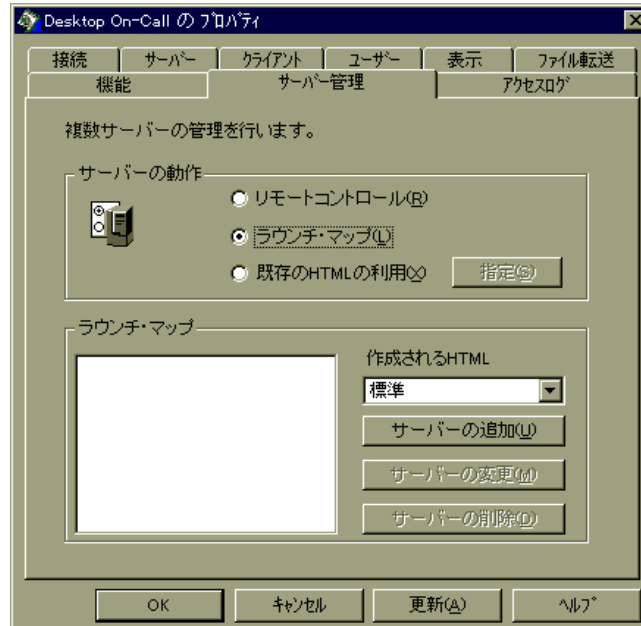 Desktop On-Call の プロパティ
接続 サーバー クライアント ユーザー 表示 ファイル転送
機能 サーバー管理 アクセスログ
複数サーバーの管理を行います。
サーバーの動作
リモートコントロール(R)
ラウンチ・マップ(L)
既存のHTMLの利用(X) 指定(S)
ラウンチ・マップ
作成されるHTML
標準
サーバーの追加(U)
サーバーの変更(M)
サーバーの削除(D)
OK キャンセル 更新(A) ヘルプ